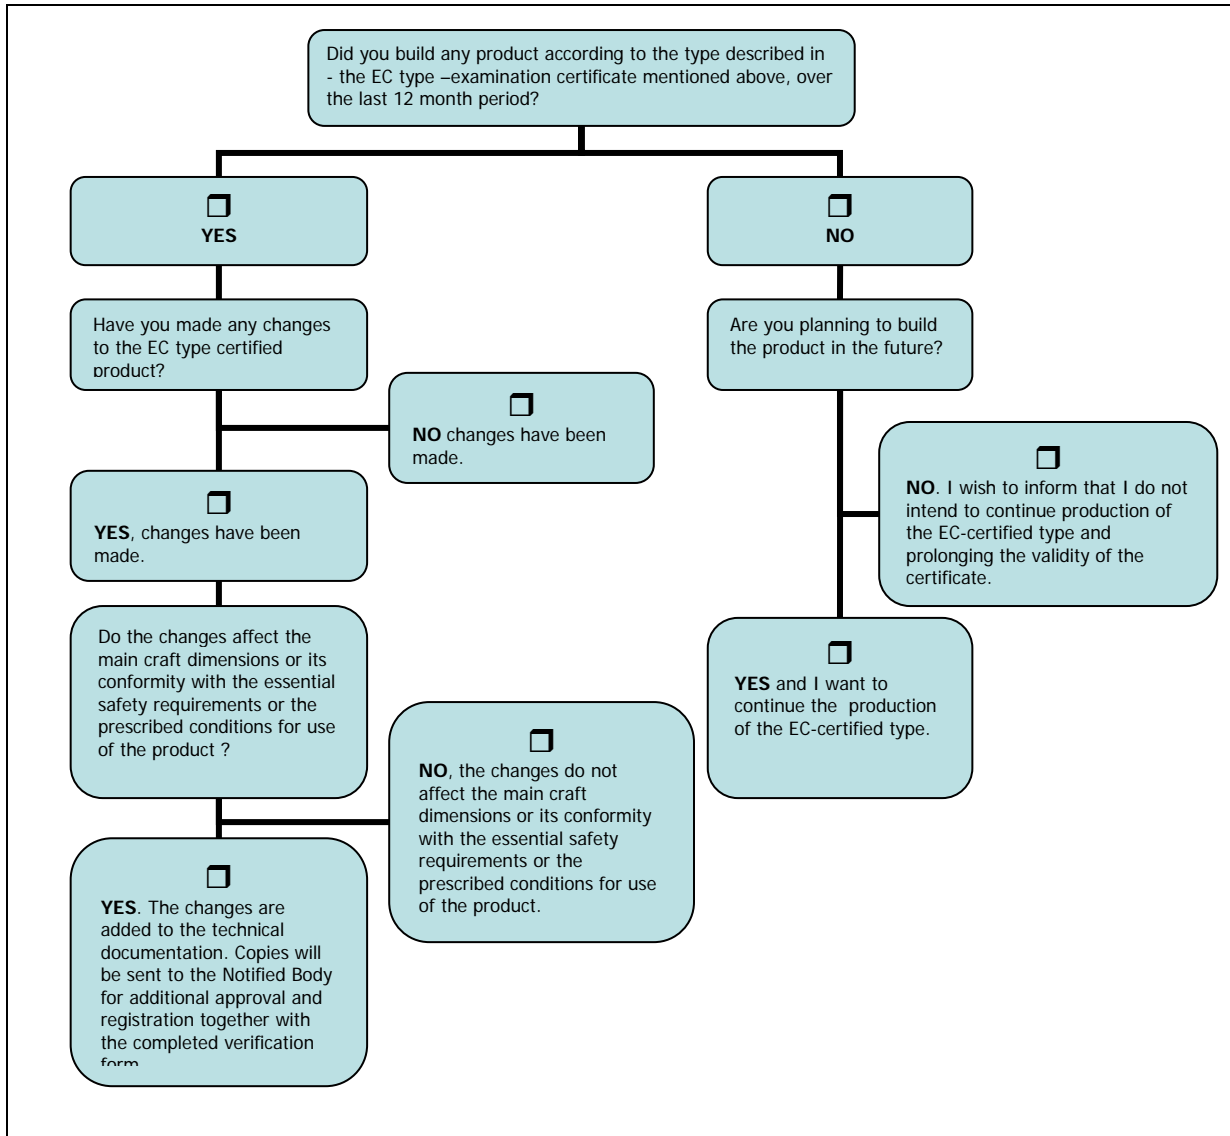 Did you build any product according to the type described in
- the EC type –examination certificate mentioned above, over
the last 12 month period?
❒
YES
❒
NO
Have you made any changes
to the EC type certified
product?
Are you planning to build
the product in the future?
❒
NO changes have been
made.
❒
NO. I wish to inform that I do not
intend to continue production of
the EC-certified type and
prolonging the validity of the
certificate.
❒
YES, changes have been
made.
Do the changes affect the
main craft dimensions or its
conformity with the essential
safety requirements or the
prescribed conditions for use
of the product ?
❒
YES and I want to
continue the  production
of the EC-certified type.
❒
NO, the changes do not
affect the main craft
dimensions or its conformity
with the essential safety
requirements or the
prescribed conditions for use
of the product.
❒
YES. The changes are
added to the technical
documentation. Copies will
be sent to the Notified Body
for additional approval and
registration together with
the completed verification
form